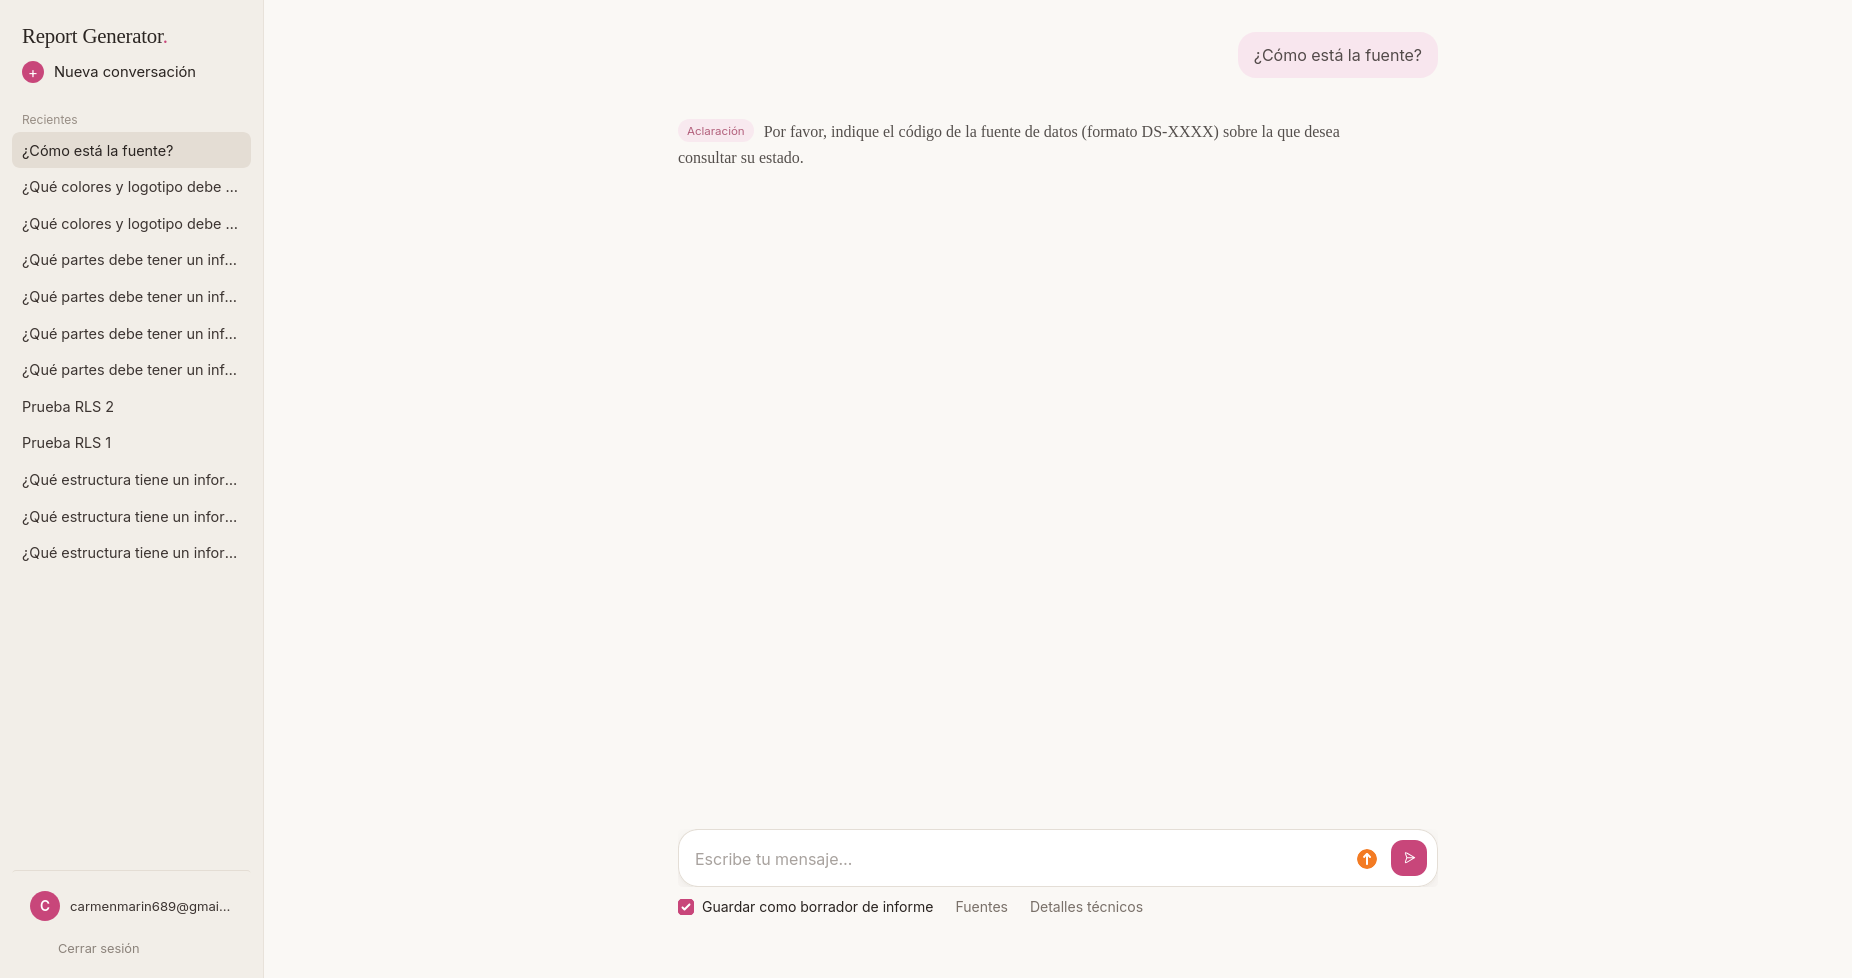 Report Generator.
+ Nueva conversación
Recientes
¿Cómo está la fuente?
¿Qué colores y logotipo debe ...
¿Qué colores y logotipo debe ...
¿Qué partes debe tener un inf...
¿Qué partes debe tener un inf...
¿Qué partes debe tener un inf...
¿Qué partes debe tener un inf...
Prueba RLS 2
Prueba RLS 1
¿Qué estructura tiene un infor...
¿Qué estructura tiene un infor...
¿Qué estructura tiene un infor...
C carmenmarin689@gmai...
Cerrar sesión
¿Cómo está la fuente?
Aclaración Por favor, indique el código de la fuente de datos (formato DS-XXXX) sobre la que desea
consultar su estado.
Escribe tu mensaje...
Guardar como borrador de informe Fuentes Detalles técnicos